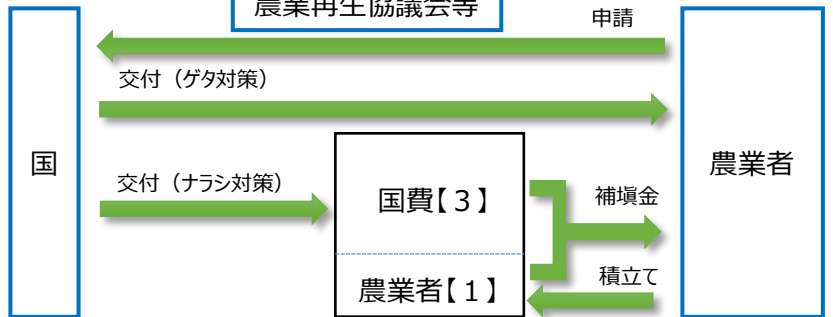 農業再生協議会等
申請
交付（ゲタ対策）
国
農業者
交付（ナラシ対策）
国費【３】
補塡金
農業者【１】
積立て